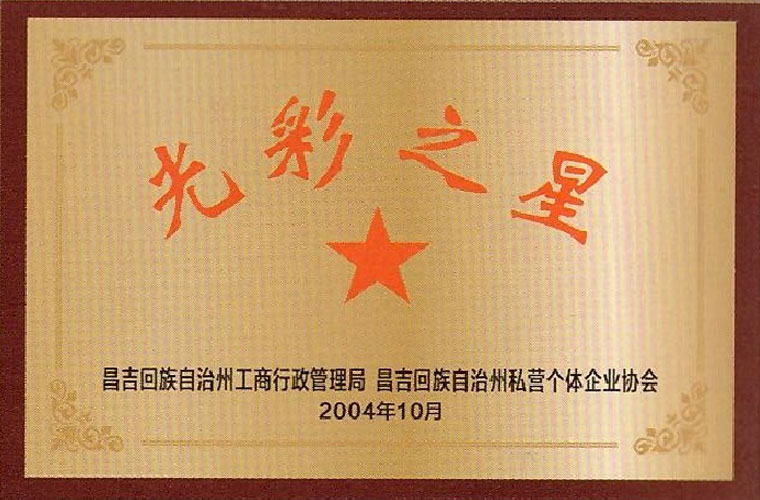 光彩之星
昌吉回族自治州工商行政管理局 昌吉回族自治州私营个体企业协会
2004年10月